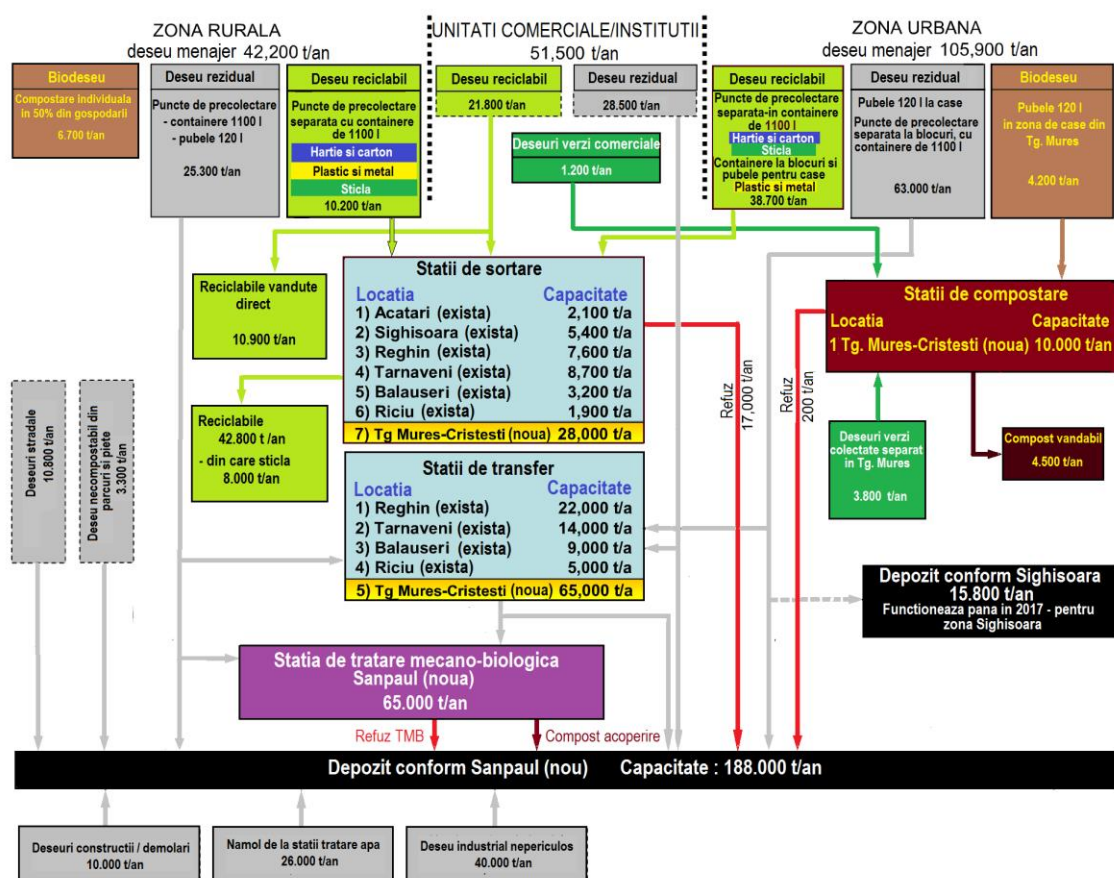 ZONA RURALA
deseu menajer 42,200 t/an
UNITATI COMERCIALE/INSTITUTII
51,500 t/an
ZONA URBANA
deseu menajer 105,900 t/an
Biodeseu
Compostare individuala
in 50% din gospodarii
6.700 t/an
Deseu rezidual
Puncte de precolectare
- containere 1100 l
- pubele 120 l
25.300 t/an
Deseu reciclabil
Puncte de precolectare
separata cu containere
de 1100 l
Hartie si carton
Plastic si metal
Sticla
10.200 t/an
Deseu reciclabil
21.800 t/an
Deseu rezidual
28.500 t/an
Deseuri verzi comerciale
1.200 t/an
Deseu reciclabil
Puncte de precolectare
separata-in containere
de 1100 l
Hartie si carton
Sticla
Containere la blocuri si
pubele pentru case
Plastic si metal
38.700 t/an
Deseu rezidual
Pubele 120 l la case
Puncte de precolectare
separata la blocuri, cu
containere de 1100 l
63.000 t/an
Biodeseu
Pubele 120 l
in zona de case din
Tg. Mures
4.200 t/an
Reciclabile vandute
direct
10.900 t/an
Statii de sortare
Locatia Capacitate
1) Acatari (exista) 2,100 t/a
2) Sighisoara (exista) 5,400 t/a
3) Reghin (exista) 7,600 t/a
4) Tarnaveni (exista) 8,700 t/a
5) Balauseri (exista) 3,200 t/a
6) Riciu (exista) 1,900 t/a
7) Tg Mures-Cristesti (noua) 28,000 t/a
Refuz
17,000 t/an
Refuz
200 t/an
Statii de compostare
Locatia Capacitate
1 Tg. Mures-Cristesti (noua) 10.000 t/an
Reciclabile
42.800 t /an
- din care sticla
8.000 t/an
Deseuri verzi
colectate separat
in Tg. Mures
3.800 t/an
Compost vandabil
4.500 t/an
Deseuri stradale
10.800 t/an
Deseu necompostabil din
parcuri si piete
3.300 t/an
Statii de transfer
Locatia Capacitate
1) Reghin (exista) 22,000 t/a
2) Tarnaveni (exista) 14,000 t/a
3) Balauseri (exista) 9,000 t/a
4) Riciu (exista) 5,000 t/a
5) Tg Mures-Cristesti (noua) 65,000 t/a
Depozit conform Sighisoara
15.800 t/an
Functioneaza pana in 2017 - pentru
zona Sighisoara
Statia de tratare mecano-biologica
Sanpaul (noua)
65.000 t/an
Refuz TMB
Compost acoperire
Depozit conform Sanpaul (nou) Capacitate : 188.000 t/an
Deseuri constructii / demolari
10.000 t/an
Namol de la statii tratare apa
26.000 t/an
Deseu industrial nepericulos
40.000 t/an